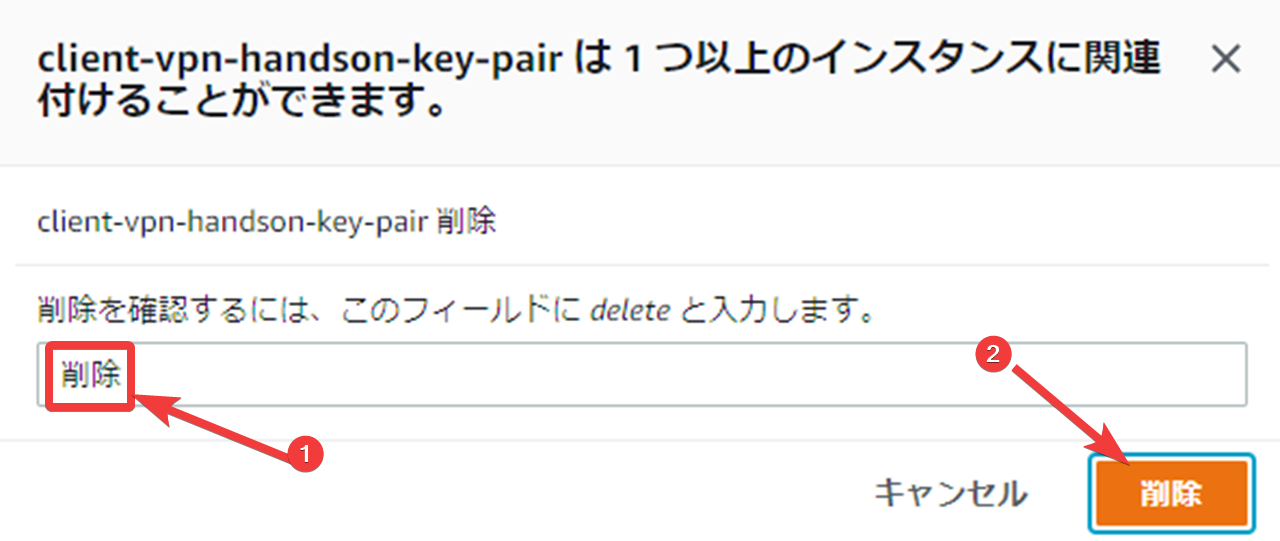 client-vpn-handson-key-pair は 1 つ以上のインスタンスに関連
付けることができます。
client-vpn-handson-key-pair 削除
削除を確認するには、このフィールドに delete と入力します。
削除
1
2
キャンセル
削除